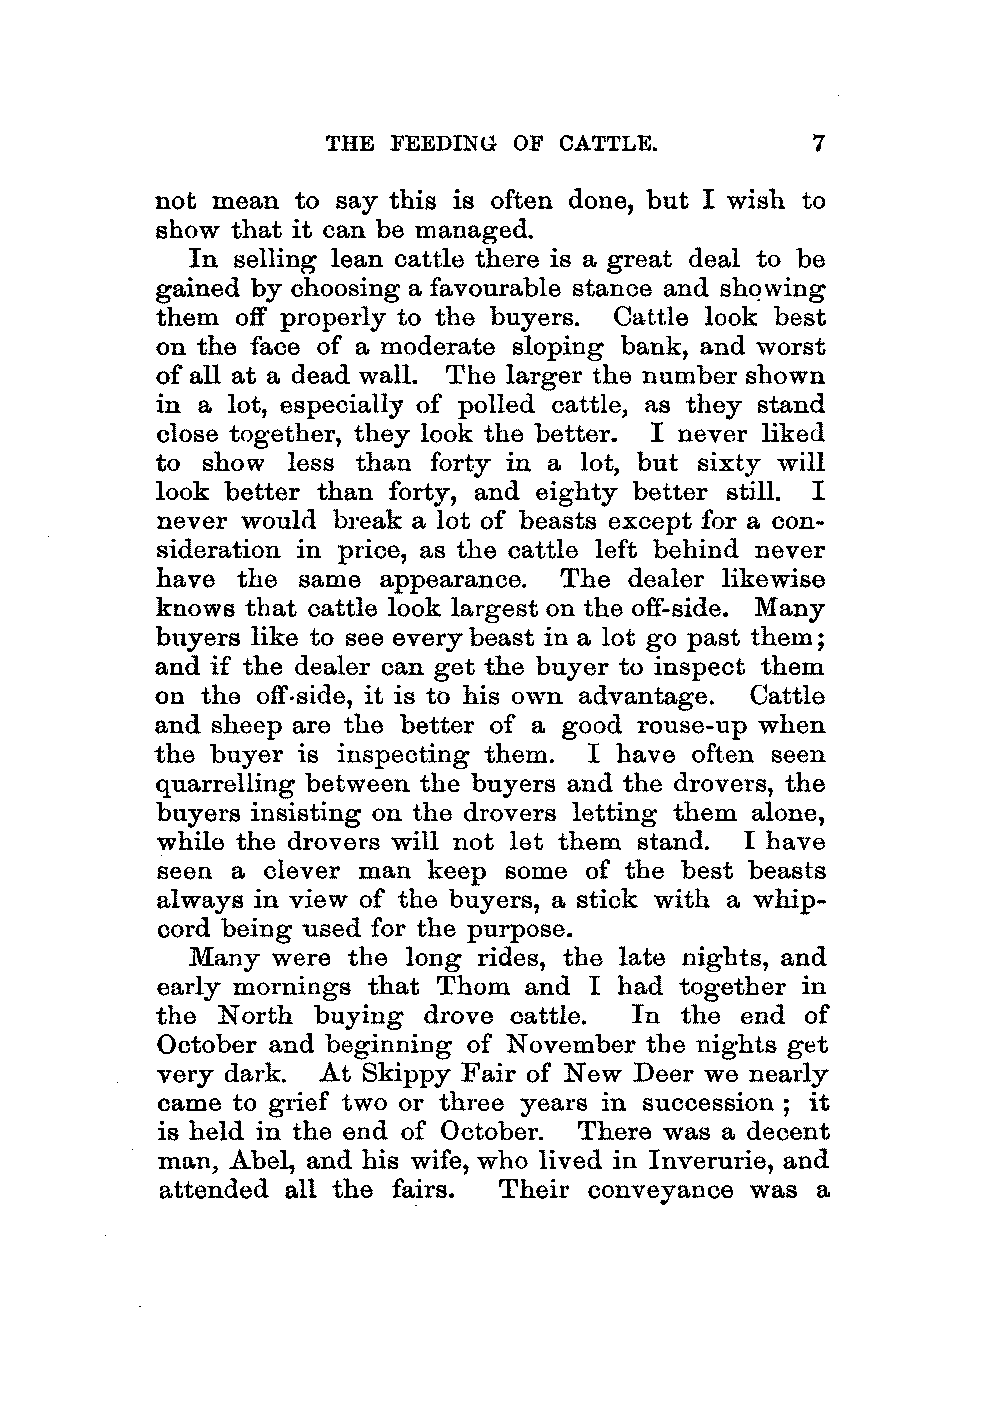 THE FEEDING OF CATTLE. 7
not mean to say this is often done, but I wish to
show that it can be managed.
In selling lean cattle there is a great deal to be
gained by choosing a favourable stance and showing
them off properly to the buyers. Cattle look best
on the face of a moderate sloping bank, and worst
of all at a dead wall. The larger the number shown
in a lot, especially of polled cattle, as they stand
close together, they look the better. I never liked
to show less than forty in a lot, but sixty will
look better than forty, and eighty better still. I
never would break a lot of beasts except for a con-
sideration in price, as the cattle left behind never
have the same appearance. The dealer likewise
knows that cattle look largest on the off-side. Many
buyers like to see every beast in a lot go past them;
and if the dealer can get the buyer to inspect them
on the off-side, it is to his own advantage. Cattle
and sheep are the better of a good rouse-up when
the buyer is inspecting them. I have often seen
quarrelling between the buyers and the drovers, the
buyers insisting on the drovers letting them alone,
while the drovers will not let them stand. I have
seen a clever man keep some of the best beasts
always in view of the buyers, a stick with a whip-
cord being used for the purpose.
Many were the long rides, the late nights, and
early mornings that Thom and I had together in
the North buying drove cattle. In the end of
October and beginning of November the nights get
very dark. At Skippy Fair of New Deer we nearly
came to grief two or three years in succession ; it
is held in the end of October. There was a decent
man, Abel, and his wife, who lived in Inverurie, and
attended all the fairs. Their conveyance was a